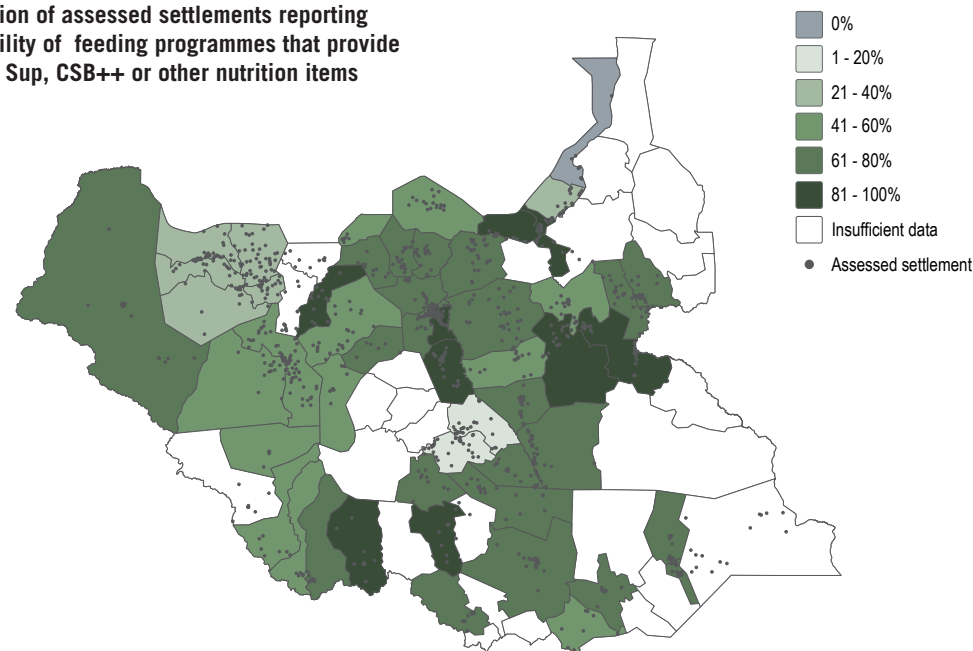 ion of assessed settlements reporting
ility of feeding programmes that provide
Sup, CSB++ or other nutrition items
0%
1 - 20%
21 - 40%
41 - 60%
61 - 80%
81 - 100%
Insufficient data
Assessed settlement